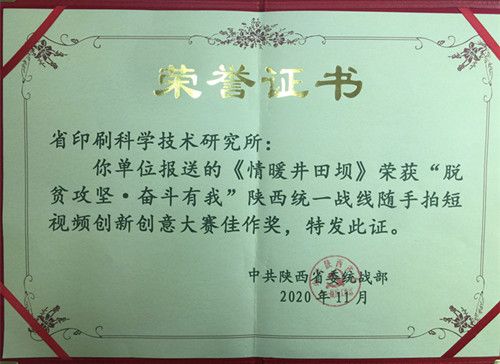 荣誉证书
省印刷科学技术研究所：
你单位报送的《情暖井田坝》荣获“脱
贫攻坚·奋斗有我”陕西统一战线随手拍短
视频创新创意大赛佳作奖，特发此证。
中共陕西省委统战部
2020年11月